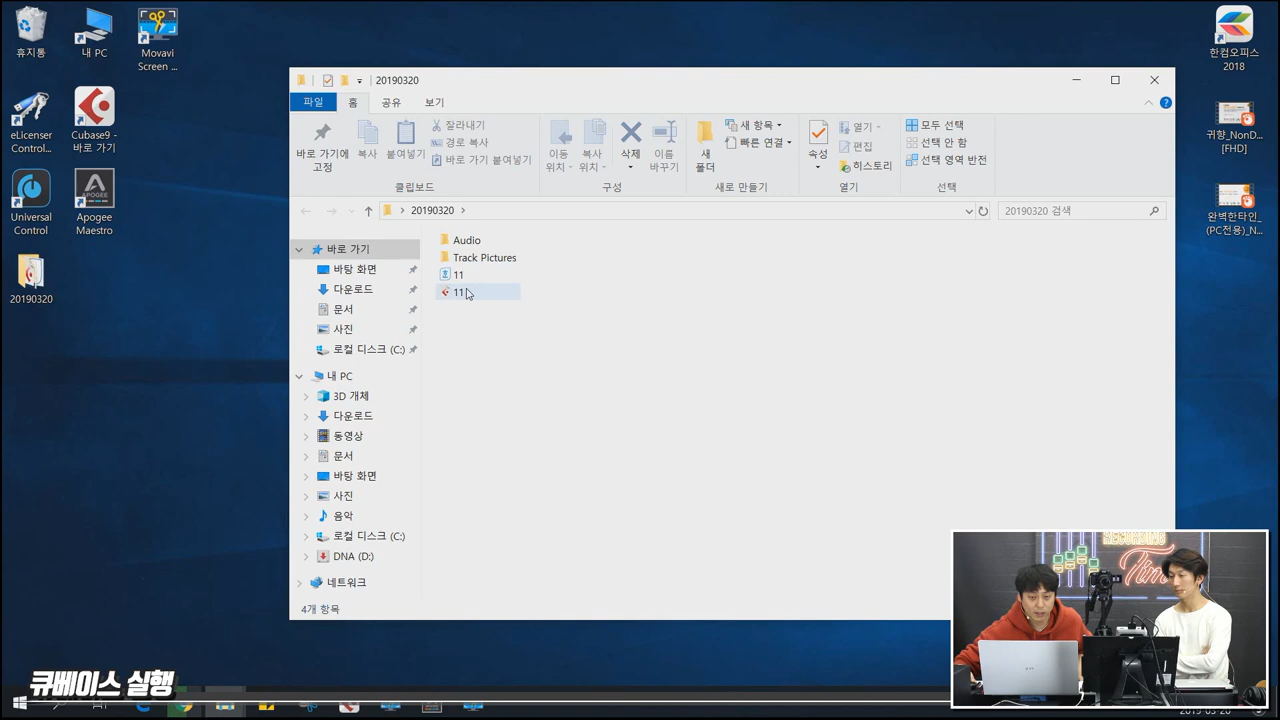 휴지통
내 PC
Movavi
Screen ...
eLicenser
Control...
Cubase9 -
바로 가기
Universal
Control
Apogee
Maestro
20190320
한컴오피스
2018
귀향_NonD...
[FHD]
완벽한타인_
(PC전용)_N...
20190320
파일
홈
공유
보기
바로 가기에
고정
복사
붙여넣기
잘라내기
경로 복사
바로 가기 붙여넣기
클립보드
이동
위치
복사
위치
삭제
이름
바꾸기
구성
새
폴더
새 항목
빠른 연결
새로 만들기
속성
열기
편집
히스토리
열기
모두 선택
선택 안 함
선택 영역 반전
선택
20190320
20190320 검색
바로 가기
바탕 화면
다운로드
문서
사진
로컬 디스크 (C:)
내 PC
3D 개체
다운로드
동영상
문서
바탕 화면
사진
음악
로컬 디스크 (C:)
DNA (D:)
네트워크
Audio
Track Pictures
11
11
4개 항목
RECORDING
Time
큐베이스 실행
2019-03-20